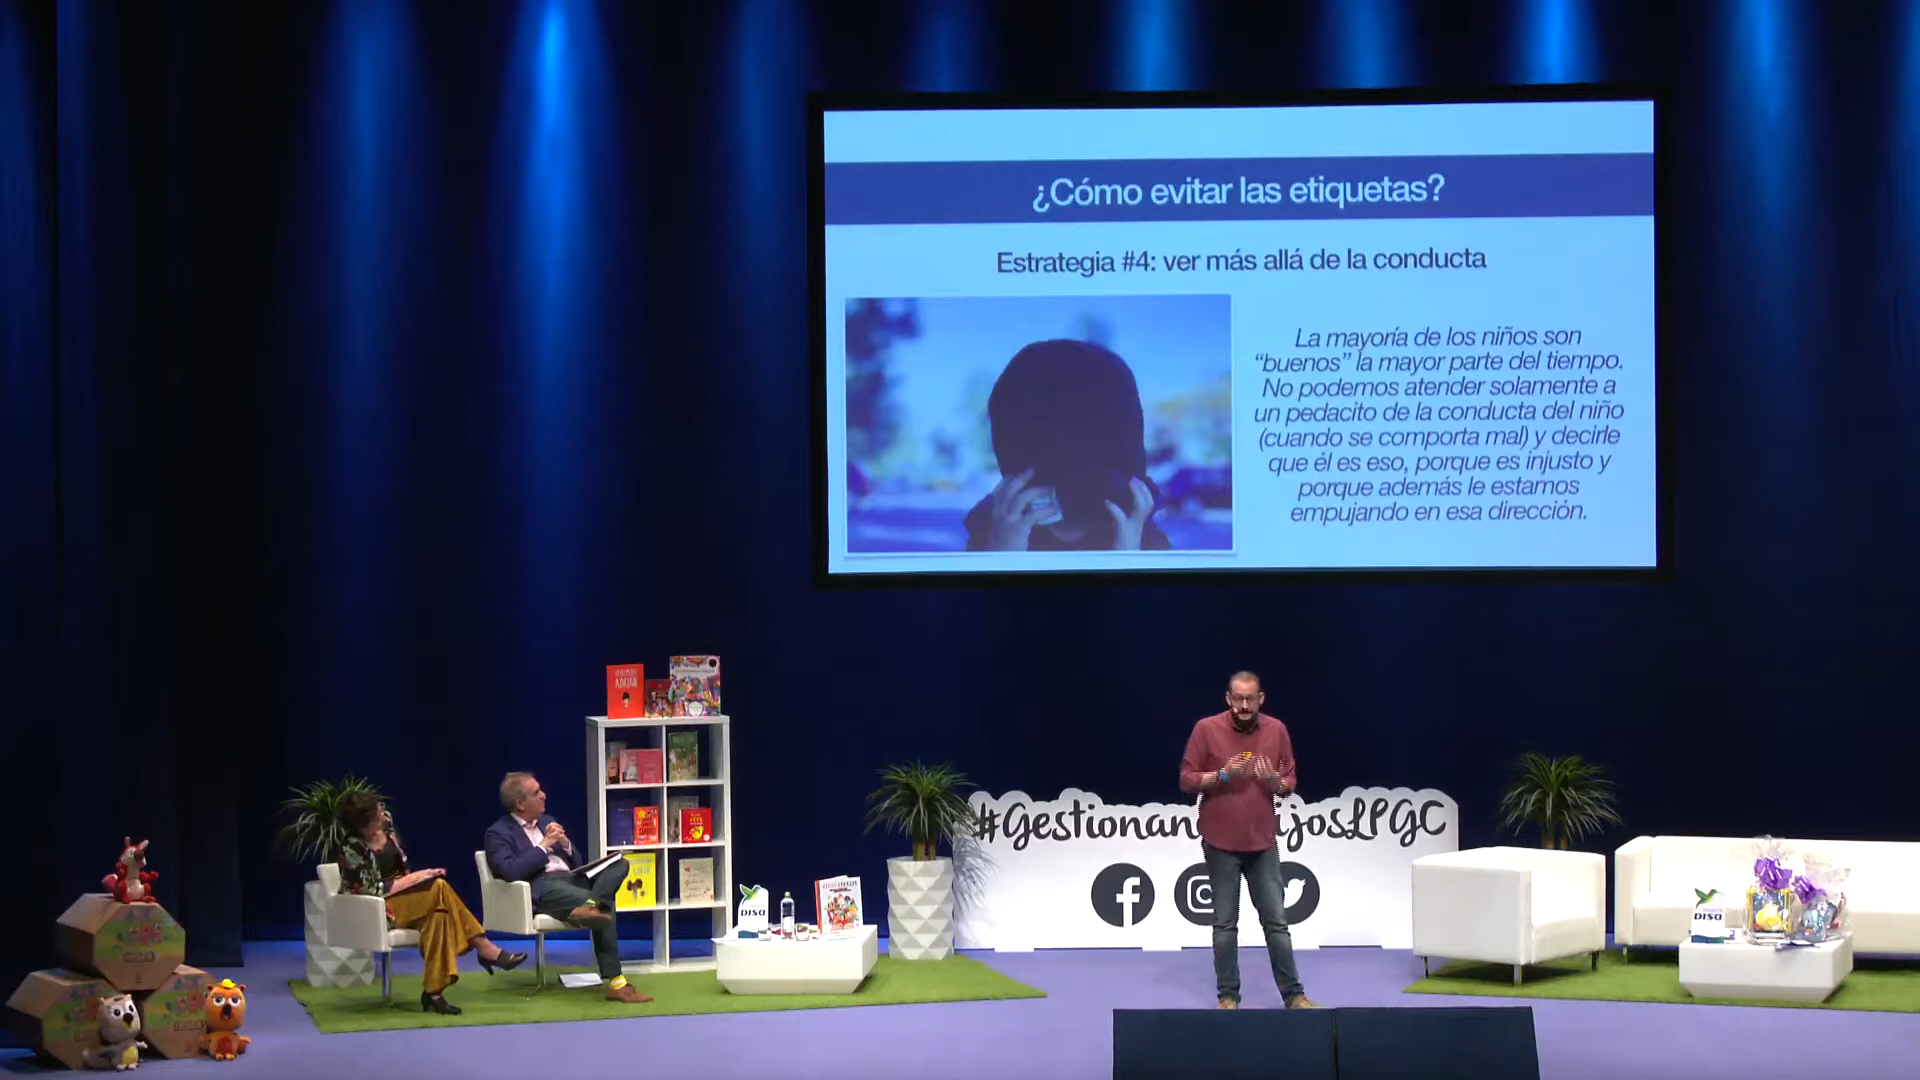 ¿Cómo evitar las etiquetas?
Estrategia #4: ver más allá de la conducta
La mayoría de los niños son
“buenos” la mayor parte del tiempo.
No podemos atender solamente a
un pedacito de la conducta del niño
(cuando se comporta mal) y decirle
que él es eso, porque es injusto y
porque además le estamos
empujando en esa dirección.
ADRIÁN
#Gestionan ijosLPGC
DISA
DISA